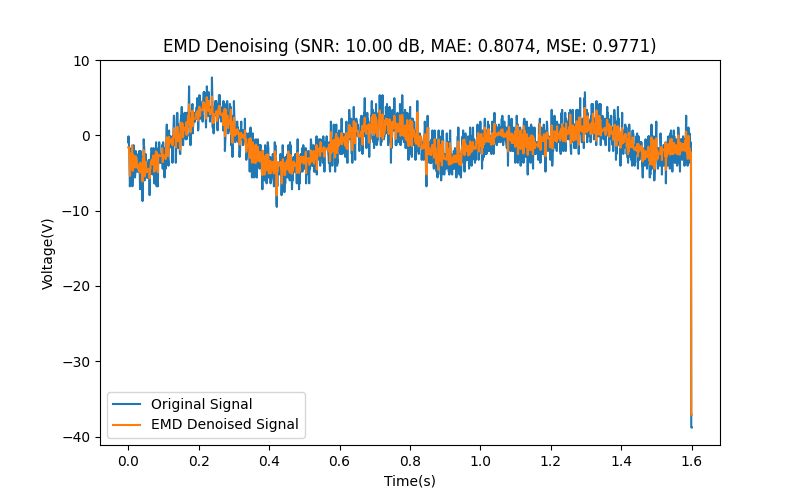 EMD Denoising (SNR: 10.00 dB, MAE: 0.8074, MSE: 0.9771)
10
0
−10
−20
−30
−40
Voltage(V)
Original Signal
EMD Denoised Signal
0.0 0.2 0.4 0.6 0.8 1.0 1.2 1.4 1.6
Time(s)